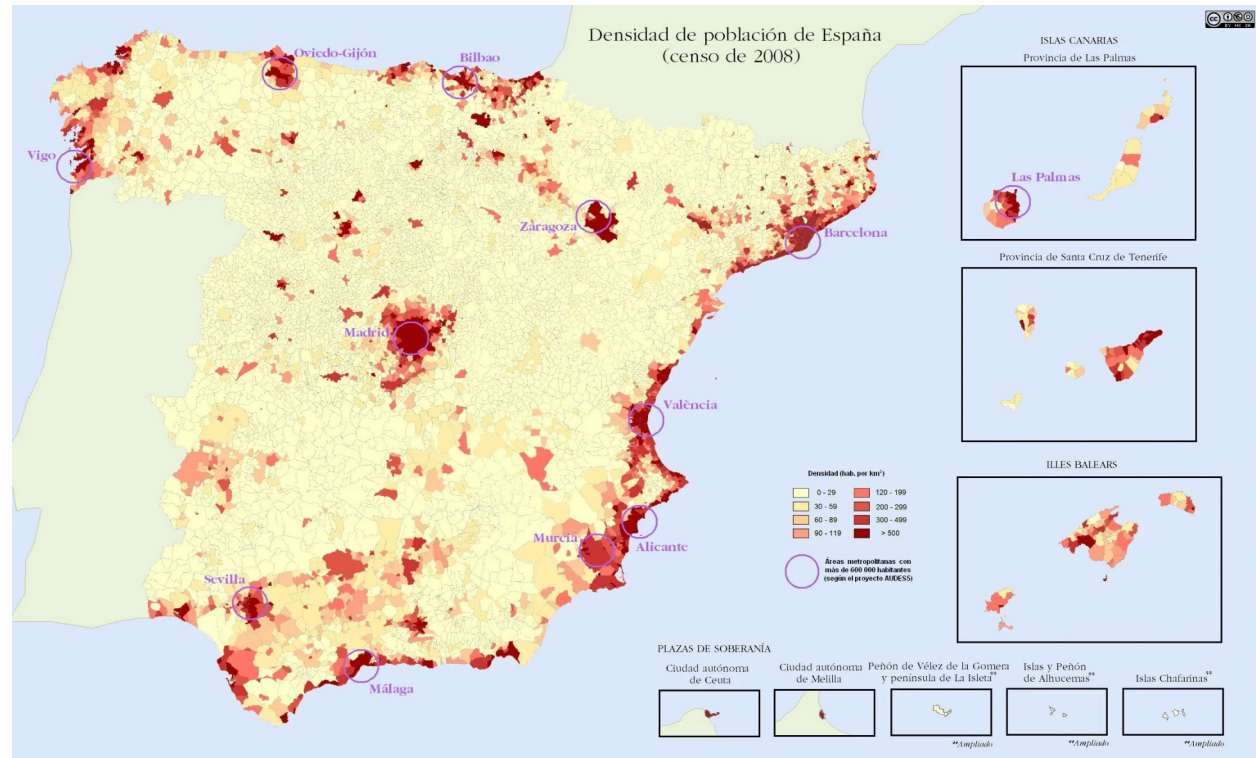 Densidad de población de España
(censo de 2008)
Oviedo-Gijón
Bilbao
Vigo
Zaragoza
Barcelona
Madrid
València
Alicante
Murcia
Sevilla
Málaga
ISLAS CANARIAS
Provincia de Las Palmas
Las Palmas
Provincia de Santa Cruz de Tenerife
ILLES BALEARS
Densidad (hab. por km²)
0 - 29
30 - 59
60 - 89
90 - 119
120 - 199
200 - 299
300 - 499
> 500
Áreas metropolitanas con
más de 600 000 habitantes
(según el proyecto AUDES5)
PLAZAS DE SOBERANÍA
Ciudad autónoma
de Ceuta
Ciudad autónoma
de Melilla
Peñón de Vélez de la Gomera
y península de La Isleta**
**Ampliado
Islas y Peñón
de Alhucemas**
**Ampliado
Islas Chafarinas**
**Ampliado